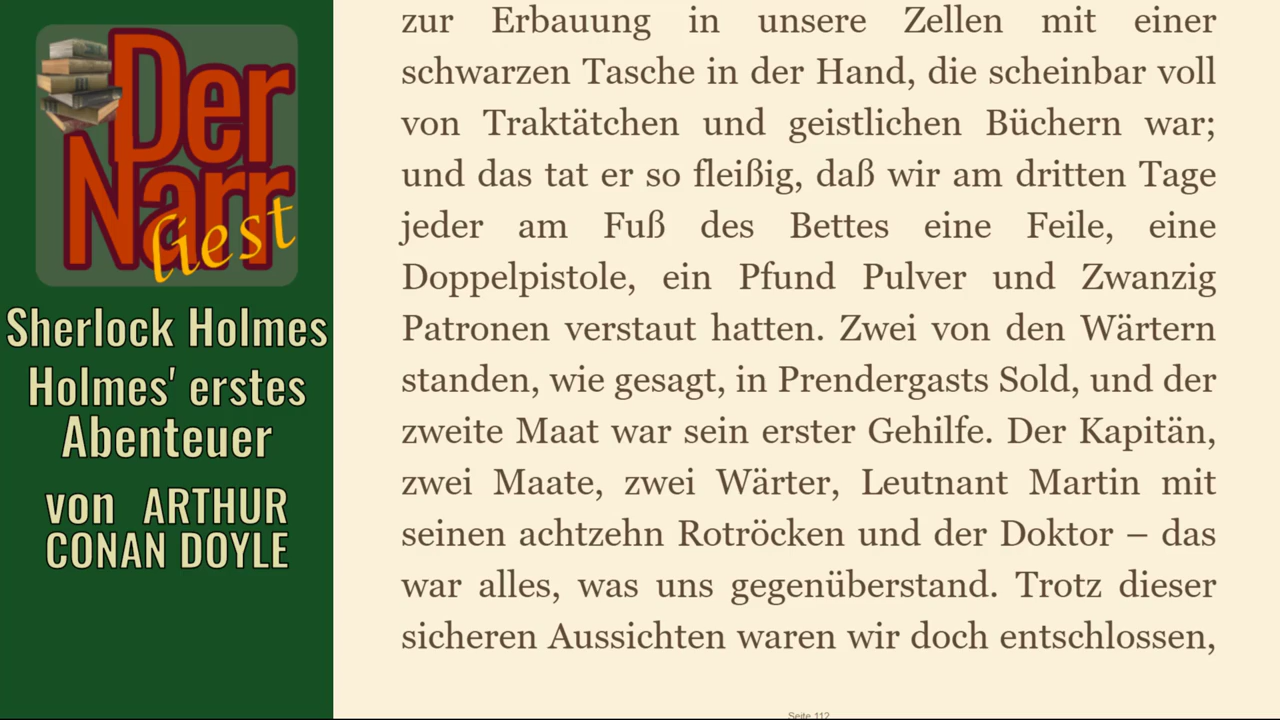 Der
Narr
liest
Sherlock Holmes
Holmes' erstes
Abenteuer
von ARTHUR
CONAN DOYLE
zur Erbauung in unsere Zellen mit einer
schwarzen Tasche in der Hand, die scheinbar voll
von Traktätchen und geistlichen Büchern war;
und das tat er so fleißig, daß wir am dritten Tage
jeder am Fuß des Bettes eine Feile, eine
Doppelpistole, ein Pfund Pulver und Zwanzig
Patronen verstaut hatten. Zwei von den Wärtern
standen, wie gesagt, in Prendergasts Sold, und der
zweite Maat war sein erster Gehilfe. Der Kapitän,
zwei Maate, zwei Wärter, Leutnant Martin mit
seinen achtzehn Rotröcken und der Doktor – das
war alles, was uns gegenüberstand. Trotz dieser
sicheren Aussichten waren wir doch entschlossen,
Seite 112